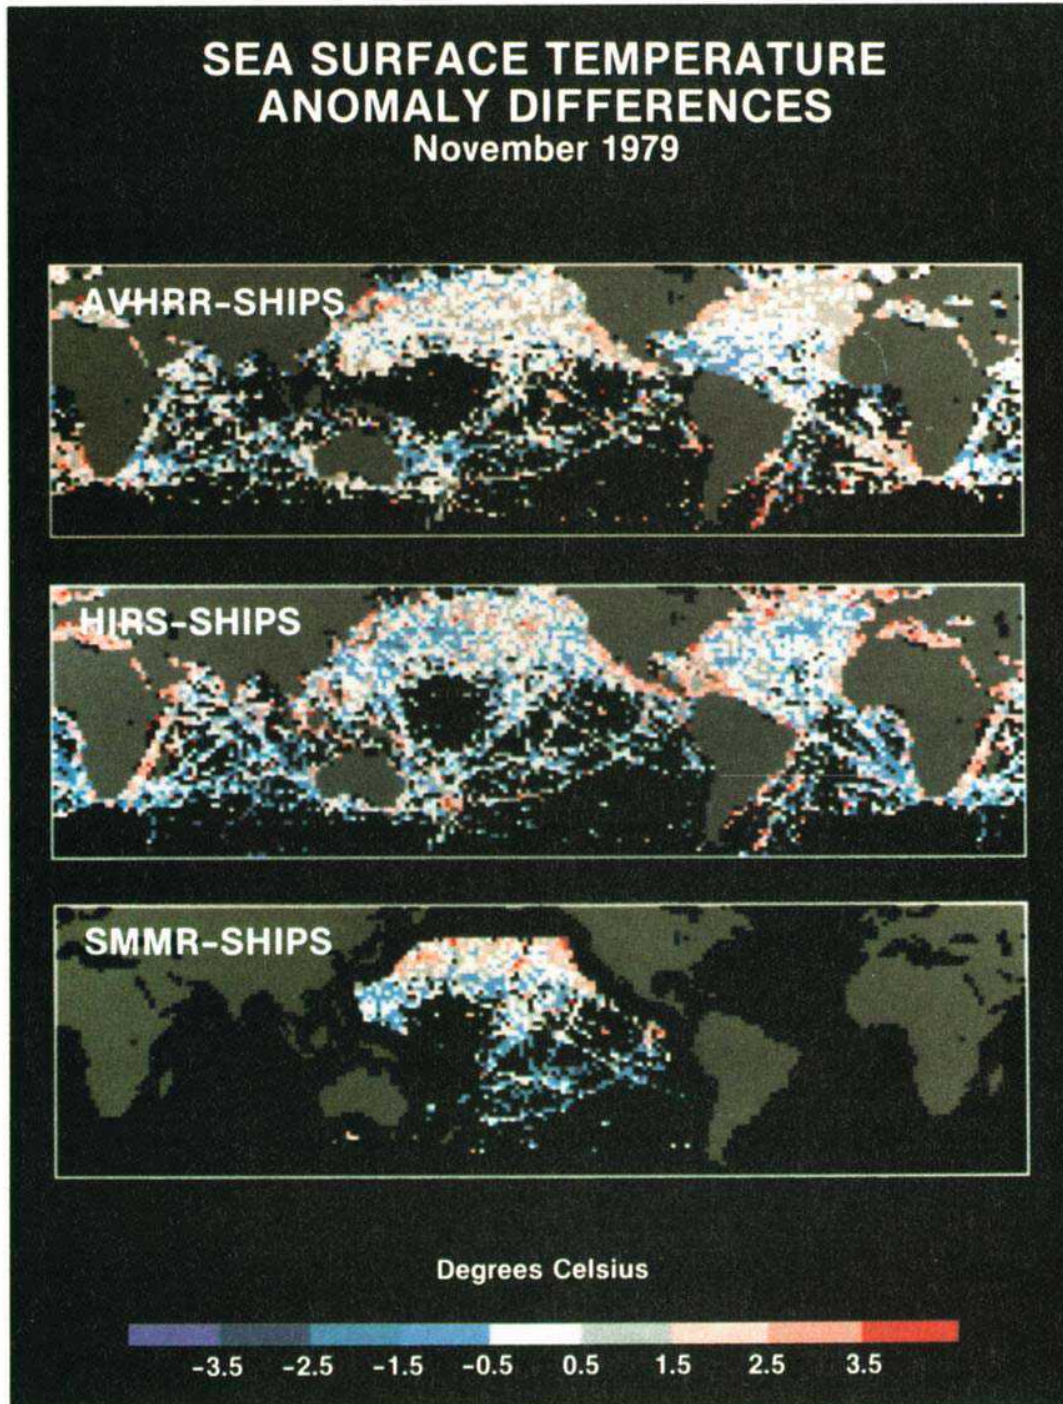 SEA SURFACE TEMPERATURE
ANOMALY DIFFERENCES
November 1979
AVHRR-SHIPS
HIRS-SHIPS
SMMR-SHIPS
Degrees Celsius
-3.5 -2.5 -1.5 -0.5 0.5 1.5 2.5 3.5